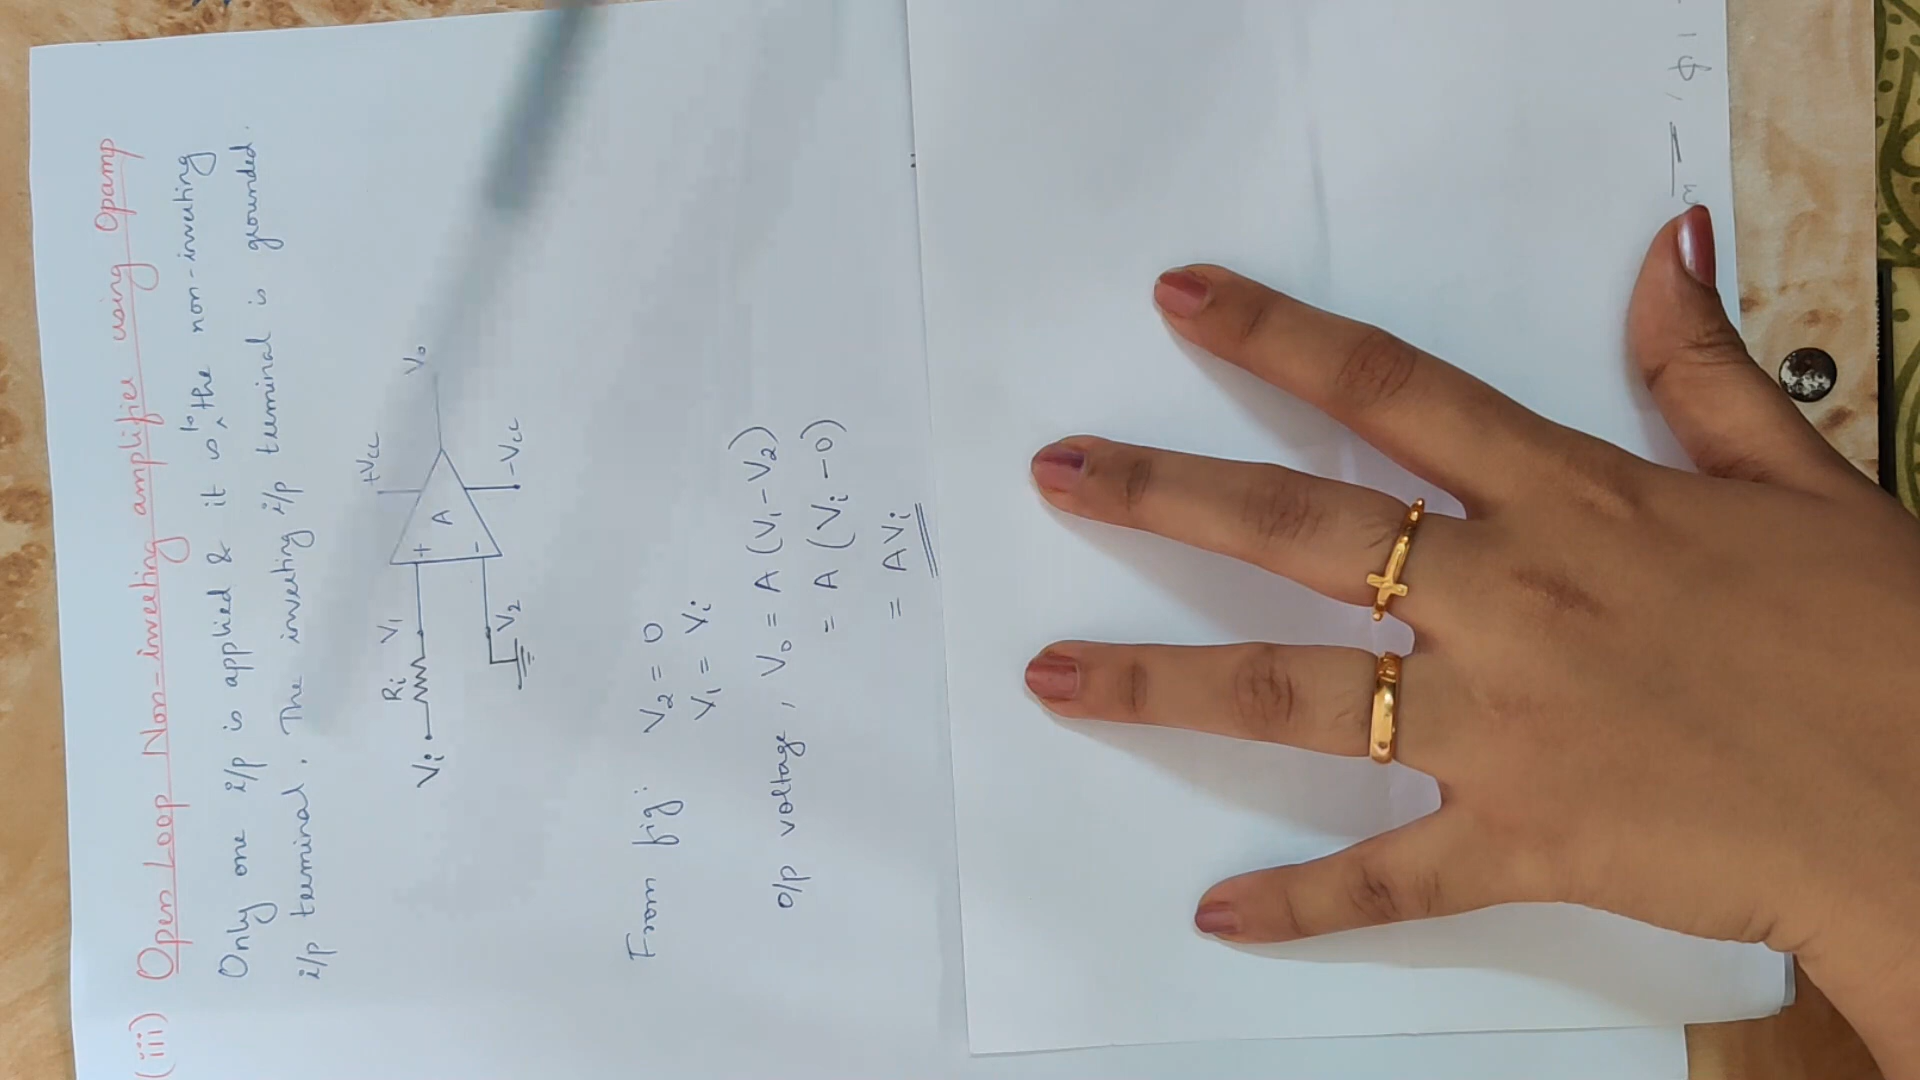 (iii) Open Loop Non-inverting amplifier using Opamp
Only one i/p is applied & it is to the non-inverting
i/p terminal. The inverting i/p terminal is grounded.
+Vcc
Vi Ri V1 + A Vo
- V2
-Vcc
From fig: V2 = 0
V1 = Vi
O/p voltage, Vo = A (V1 - V2)
= A (Vi - 0)
= AVi